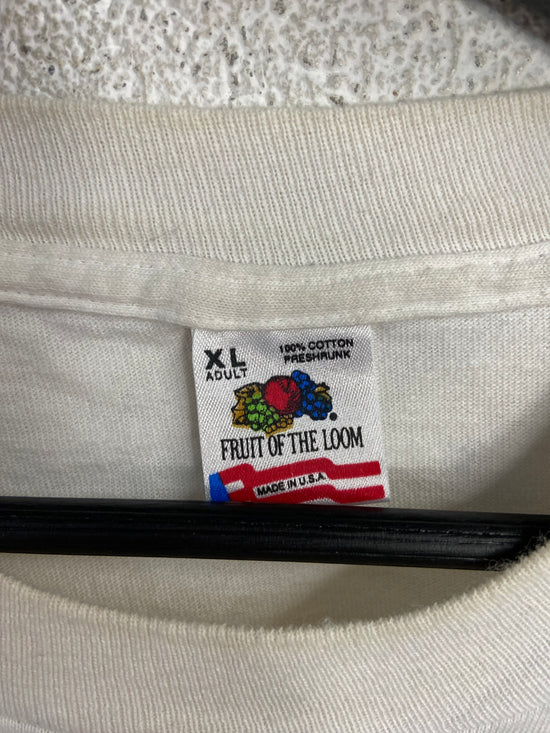 XL
ADULT
100% COTTON
PRESHRUNK
®
FRUIT OF THE LOOM
MADE IN U.S.A.